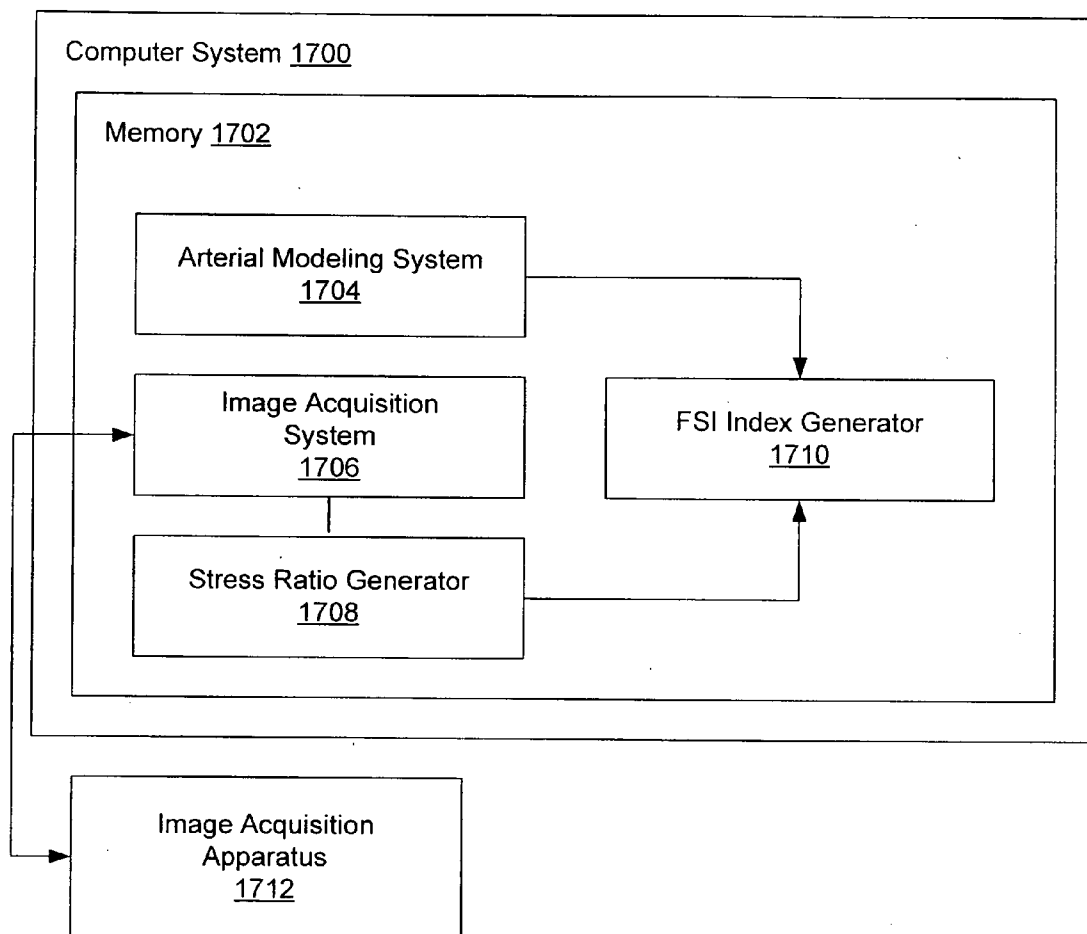 Computer System 1700
Memory 1702
Arterial Modeling System
1704
Image Acquisition
System
1706
FSI Index Generator
1710
Stress Ratio Generator
1708
Image Acquisition
Apparatus
1712